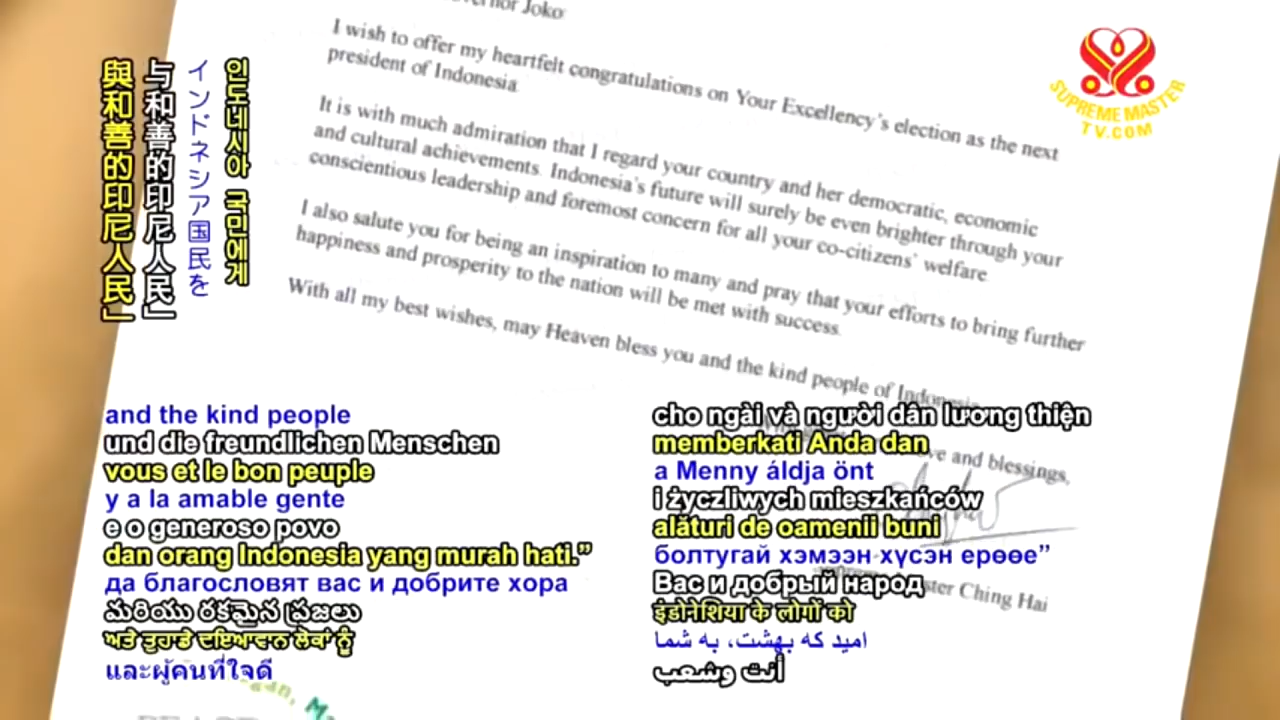 Joko
I wish to offer my heartfelt congratulations on Your Excellency's election as the next
president of Indonesia.
It is with much admiration that I regard your country and her democratic, economic
and cultural achievements. Indonesia's future will surely be even brighter through your
conscientious leadership and foremost concern for all your co-citizens' welfare.
I also salute you for being an inspiration to many and pray that your efforts to bring further
happiness and prosperity to the nation will be met with success.
With all my best wishes, may Heaven bless you and the kind people of Indonesia
and blessings,
Ching Hai
SUPREME MASTER
TV.COM
인도네시아 국민에게
インドネシア国民を
与和善的印尼人民」
與和善的印尼人民」
and the kind people
und die freundlichen Menschen
vous et le bon peuple
y a la amable gente
e o generoso povo
dan orang Indonesia yang murah hati.”
да благословят вас и добрите хора
మరియు రకమైన ప్రజలు
ਅਤੇ ਤੁਹਾਡੇ ਦਇਆਵਾਨ ਲੋਕਾਂ ਨੂੰ
และผู้คนที่ใจดี
cho ngài và người dân lương thiện
memberkati Anda dan
a Menny áldja önt
i życzliwych mieszkańców
alături de oamenii buni
болтугай хэмээн хүсэн ерөөе”
Вас и добрый народ
इंडोनेशिया के लोगों को
امید که بهشت، به شما
أنت وشعب